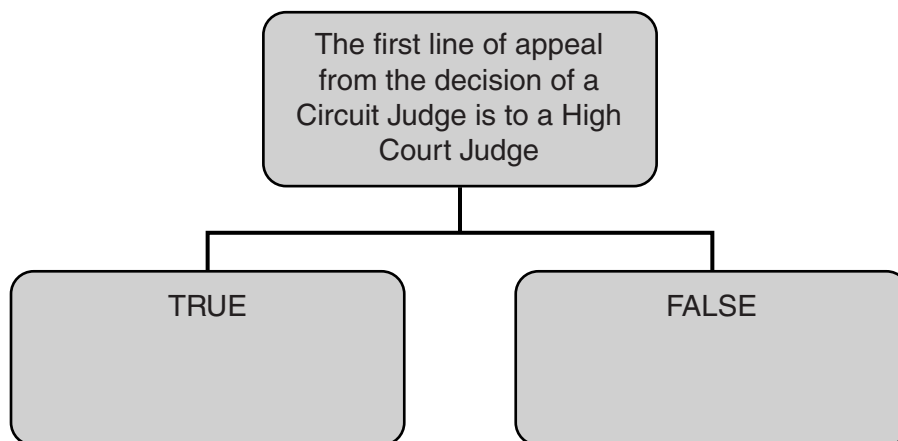 The first line of appeal
from the decision of a
Circuit Judge is to a High
Court Judge
TRUE
FALSE